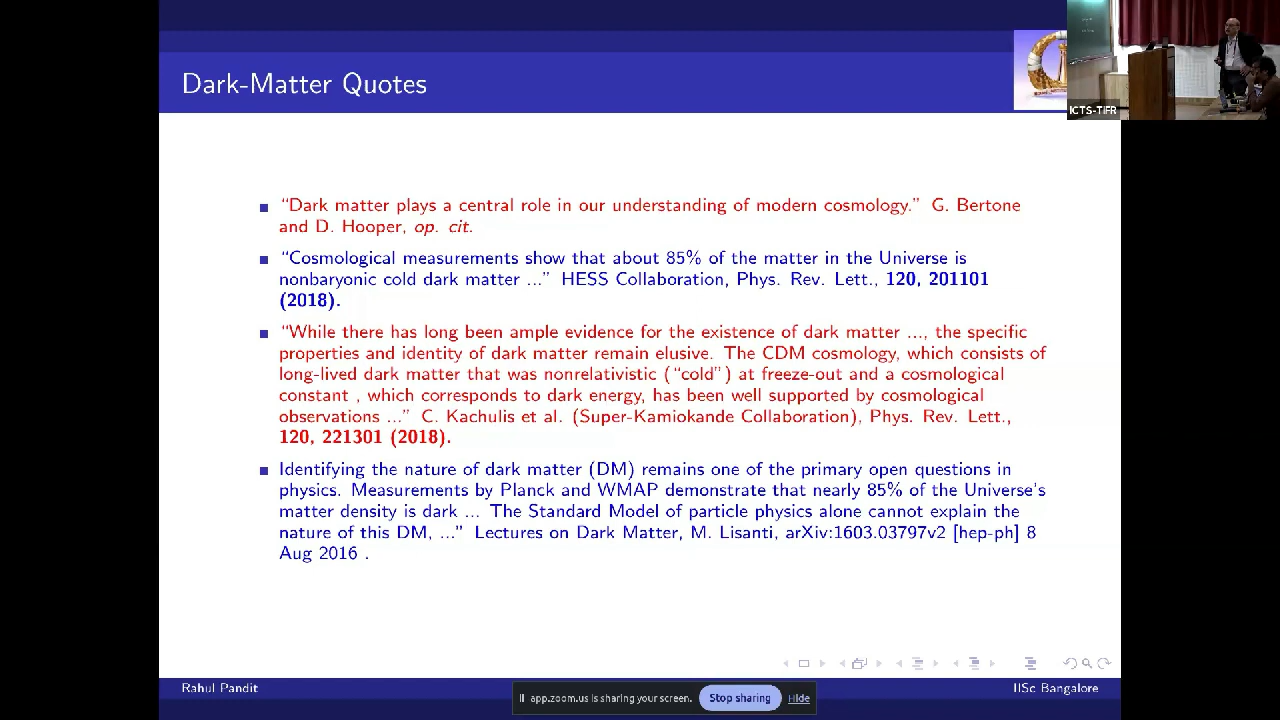 Dark-Matter Quotes
ICTS-TIFR
“Dark matter plays a central role in our understanding of modern cosmology.” G. Bertone
and D. Hooper, op. cit.
“Cosmological measurements show that about 85% of the matter in the Universe is
nonbaryonic cold dark matter ...” HESS Collaboration, Phys. Rev. Lett., 120, 201101
(2018).
“While there has long been ample evidence for the existence of dark matter ..., the specific
properties and identity of dark matter remain elusive. The CDM cosmology, which consists of
long-lived dark matter that was nonrelativistic (“cold”) at freeze-out and a cosmological
constant , which corresponds to dark energy, has been well supported by cosmological
observations ...” C. Kachulis et al. (Super-Kamiokande Collaboration), Phys. Rev. Lett.,
120, 221301 (2018).
Identifying the nature of dark matter (DM) remains one of the primary open questions in
physics. Measurements by Planck and WMAP demonstrate that nearly 85% of the Universe's
matter density is dark ... The Standard Model of particle physics alone cannot explain the
nature of this DM, ...” Lectures on Dark Matter, M. Lisanti, arXiv:1603.03797v2 [hep-ph] 8
Aug 2016 .
Rahul Pandit
IISc Bangalore
app.zoom.us is sharing your screen.
Stop sharing
Hide